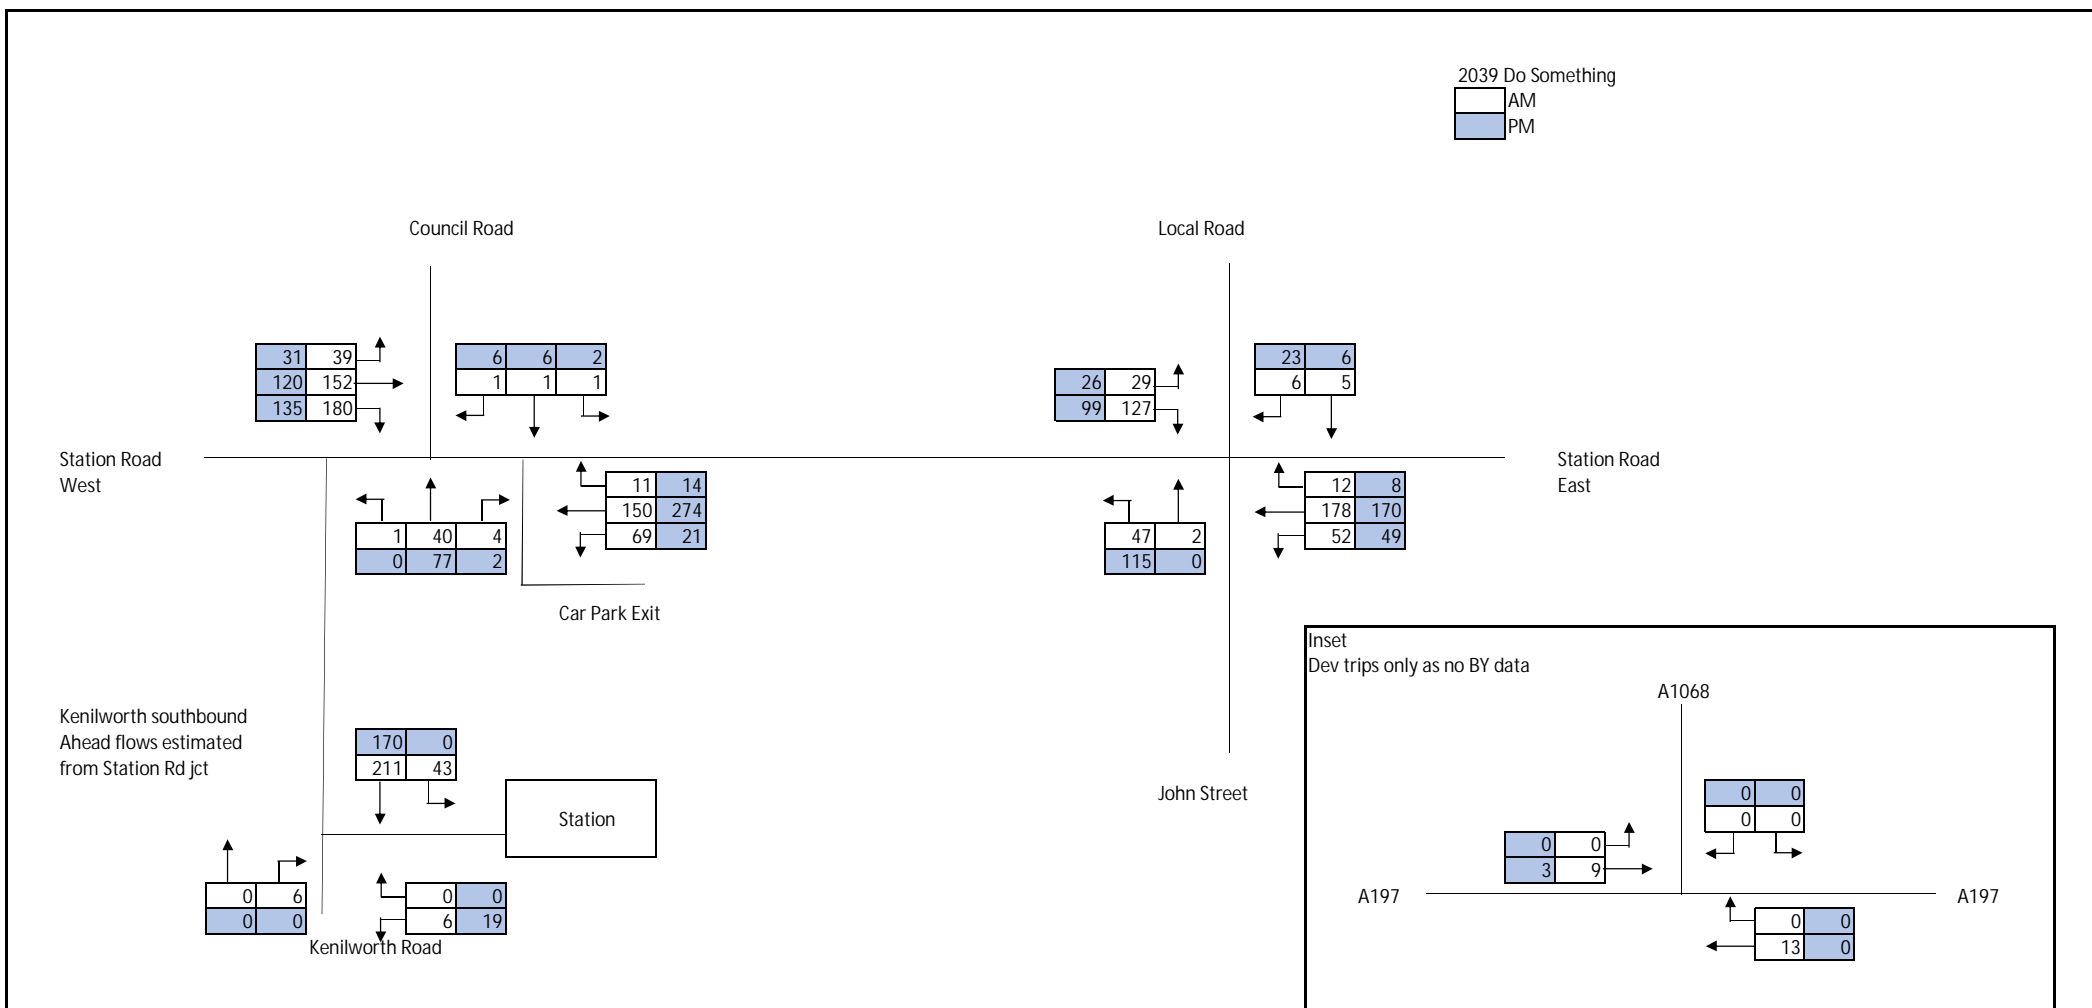 2039 Do Something
AM
PM
Council Road
Local Road
31 39
120 152
135 180
6 6 2
1 1 1
26 29
99 127
23 6
6 5
Station Road
West
Station Road
East
11 14
150 274
69 21
1 40 4
0 77 2
12 8
178 170
52 49
47 2
115 0
Car Park Exit
Inset
Dev trips only as no BY data
A1068
Kenilworth southbound
Ahead flows estimated
from Station Rd jct
170 0
211 43
Station
John Street
0 0
0 0
0 0
3 9
A197
A197
0 6
0 0
0 0
6 19
Kenilworth Road
0 0
13 0